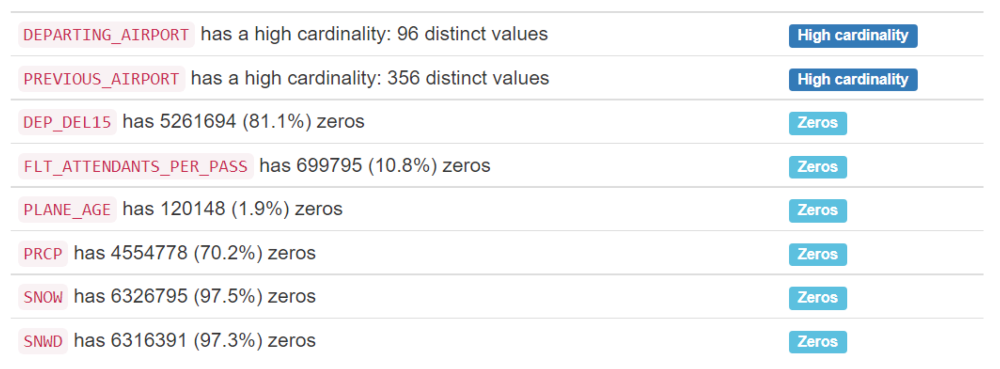 DEPARTING_AIRPORT has a high cardinality: 96 distinct values High cardinality
PREVIOUS_AIRPORT has a high cardinality: 356 distinct values High cardinality
DEP_DEL15 has 5261694 (81.1%) zeros Zeros
FLT_ATTENDANTS_PER_PASS has 699795 (10.8%) zeros Zeros
PLANE_AGE has 120148 (1.9%) zeros Zeros
PRCP has 4554778 (70.2%) zeros Zeros
SNOW has 6326795 (97.5%) zeros Zeros
SNWD has 6316391 (97.3%) zeros Zeros